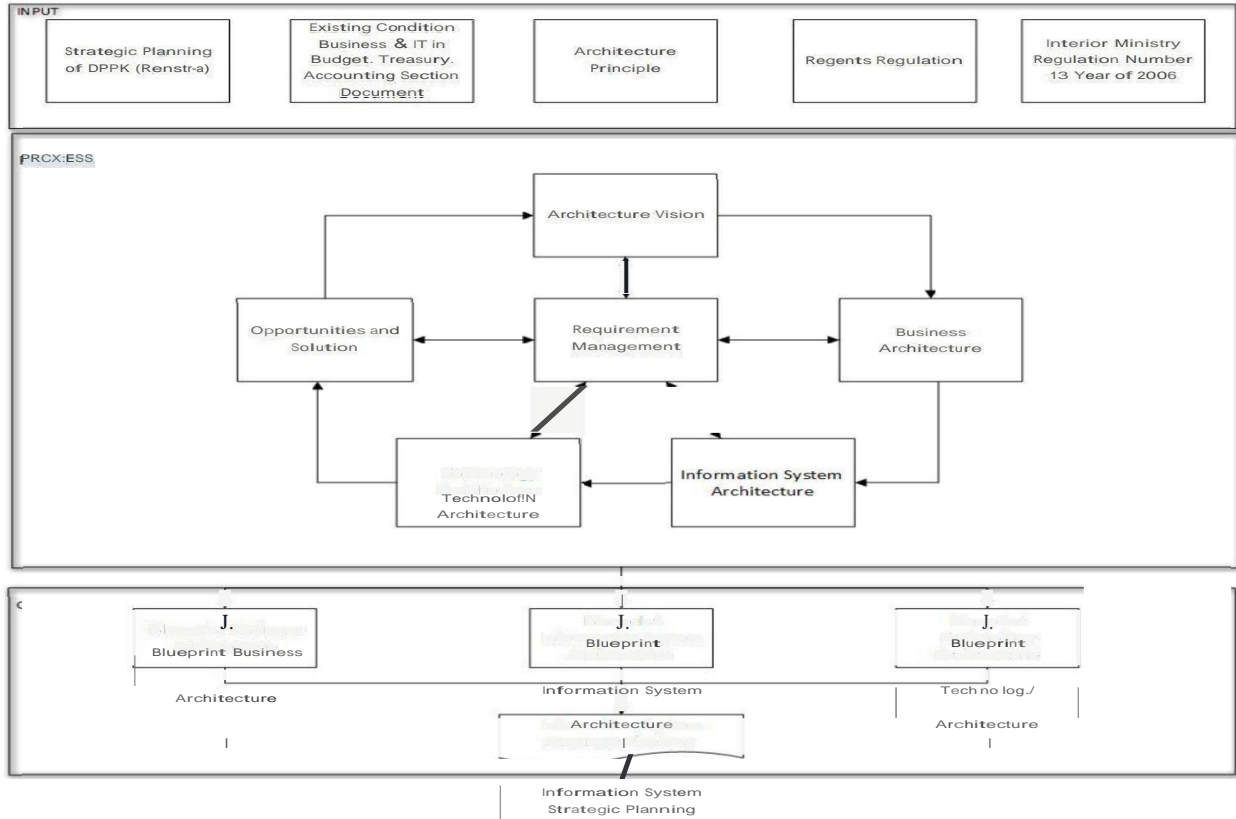 INPUT
Strategic Planning
of DPPK (Renstr-a)
Existing Condition
Business & IT in
Budget. Treasury.
Accounting Section
Document
Architecture
Principle
Regents Regulation
Interior Ministry
Regulation Number
13 Year of 2006
PRCX:ESS
Architecture Vision
Opportunities and
Solution
Requirement
Management
Business
Architecture
Technolof!N
Architecture
Information System
Architecture
J.
Blueprint Business
Architecture
J.
Blueprint
Information System
Architecture
J.
Blueprint
Techno log./
Architecture
Information System
Strategic Planning